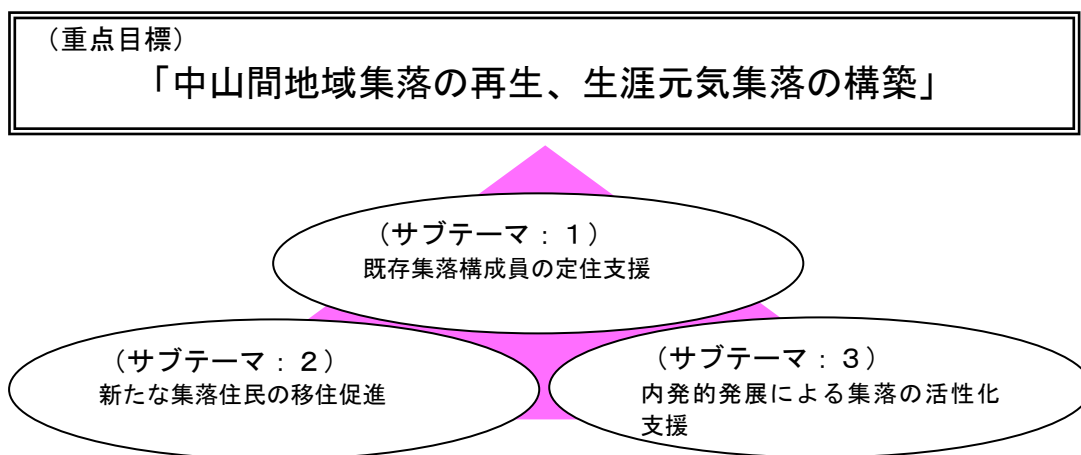 （重点目標）
「中山間地域集落の再生、生涯元気集落の構築」
（サブテーマ：１）
既存集落構成員の定住支援
（サブテーマ：２）
新たな集落住民の移住促進
（サブテーマ：３）
内発的発展による集落の活性化
支援